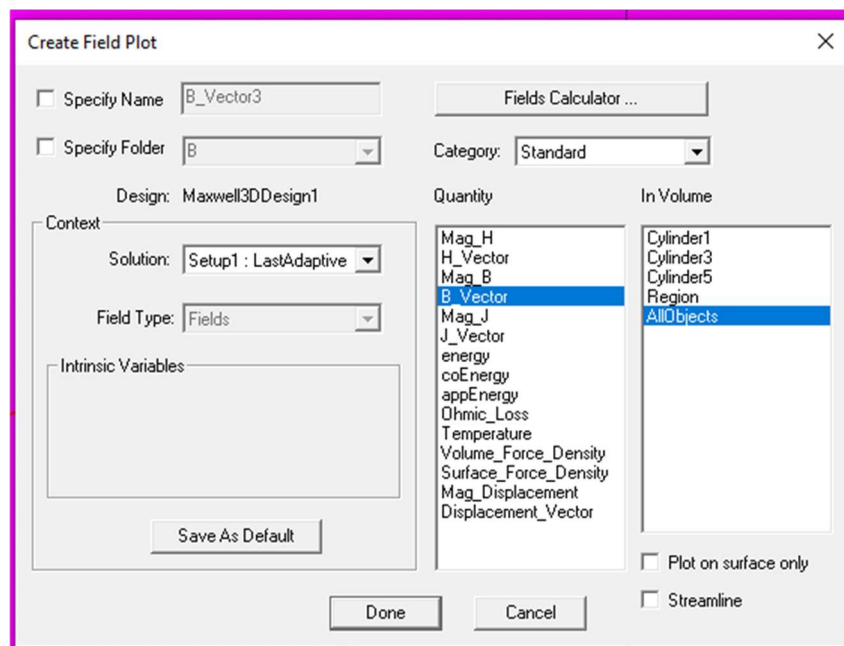 Create Field Plot
Specify Name
B_Vector3
Fields Calculator ...
Specify Folder
B
Category:
Standard
Design:
Maxwell3DDesign1
Quantity
In Volume
Context
Solution:
Setup1 : LastAdaptive
Field Type:
Fields
Intrinsic Variables
Save As Default
Mag_H
H_Vector
Mag_B
B_Vector
Mag_J
J_Vector
energy
coEnergy
appEnergy
Ohmic_Loss
Temperature
Volume_Force_Density
Surface_Force_Density
Mag_Displacement
Displacement_Vector
Cylinder1
Cylinder3
Cylinder5
Region
AllObjects
Plot on surface only
Streamline
Done
Cancel